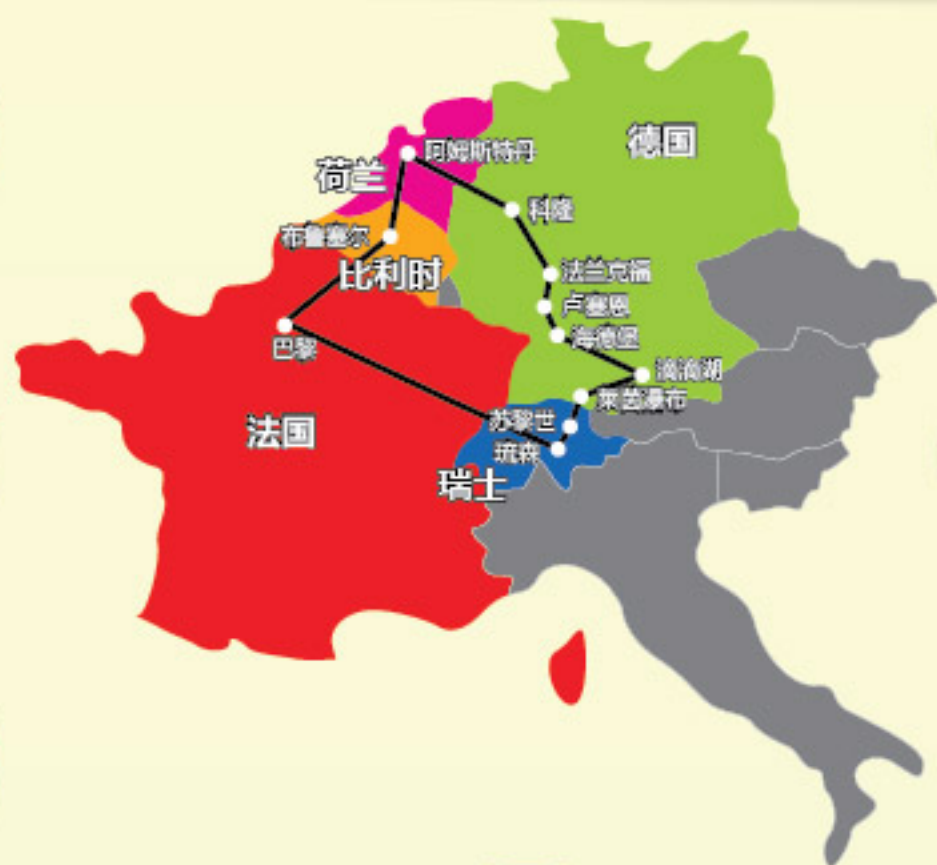 德国
阿姆斯特丹
荷兰
科隆
布鲁塞尔
法兰克福
比利时
卢塞恩
海德堡
巴黎
滴滴湖
莱茵瀑布
苏黎世
法国
琉森
瑞士